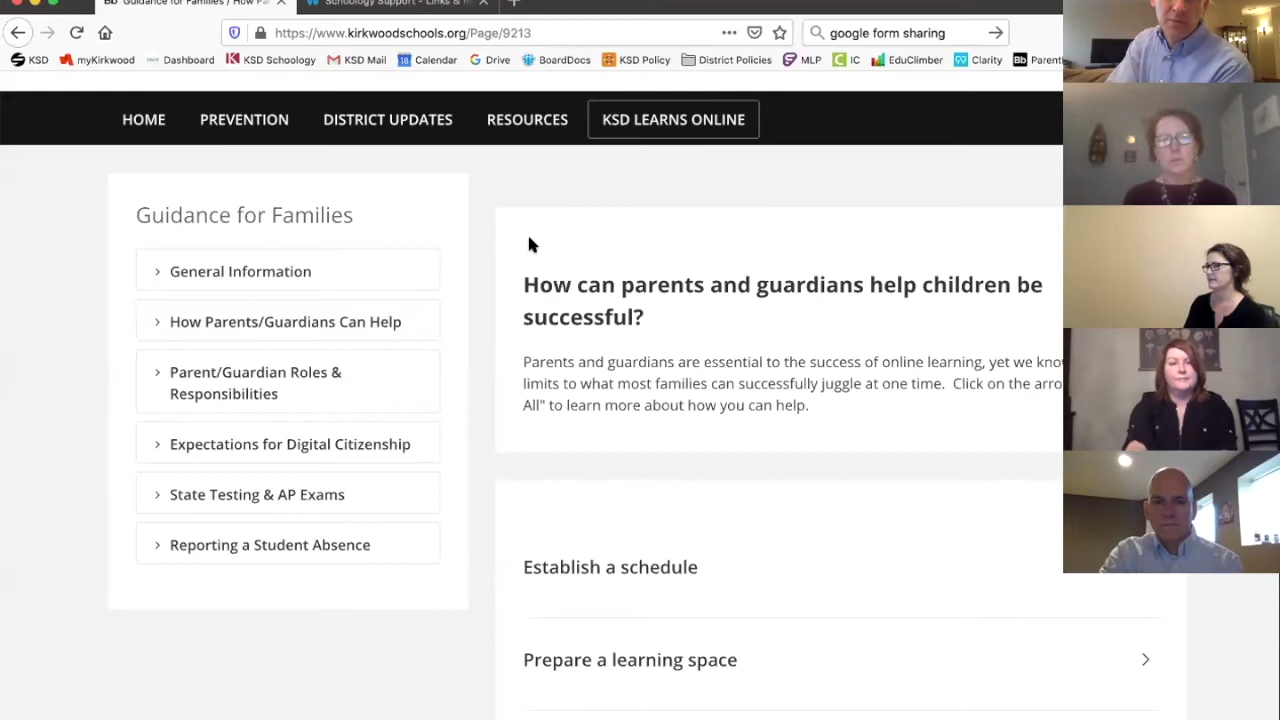 Bb Guidance for Families / How Pa
Schoology Support - Links &
https://www.kirkwoodschools.org/Page/9213
google form sharing
KSD myKirkwood Dashboard KSD Schoology KSD Mail 18 Calendar Drive BoardDocs KSD Policy District Policies MLP IC EduClimber Clarity Bb Parent
HOME PREVENTION DISTRICT UPDATES RESOURCES KSD LEARNS ONLINE
Guidance for Families
General Information
How Parents/Guardians Can Help
Parent/Guardian Roles &
Responsibilities
Expectations for Digital Citizenship
State Testing & AP Exams
Reporting a Student Absence
How can parents and guardians help children be
successful?
Parents and guardians are essential to the success of online learning, yet we kno
limits to what most families can successfully juggle at one time. Click on the arro
All" to learn more about how you can help.
Establish a schedule
Prepare a learning space